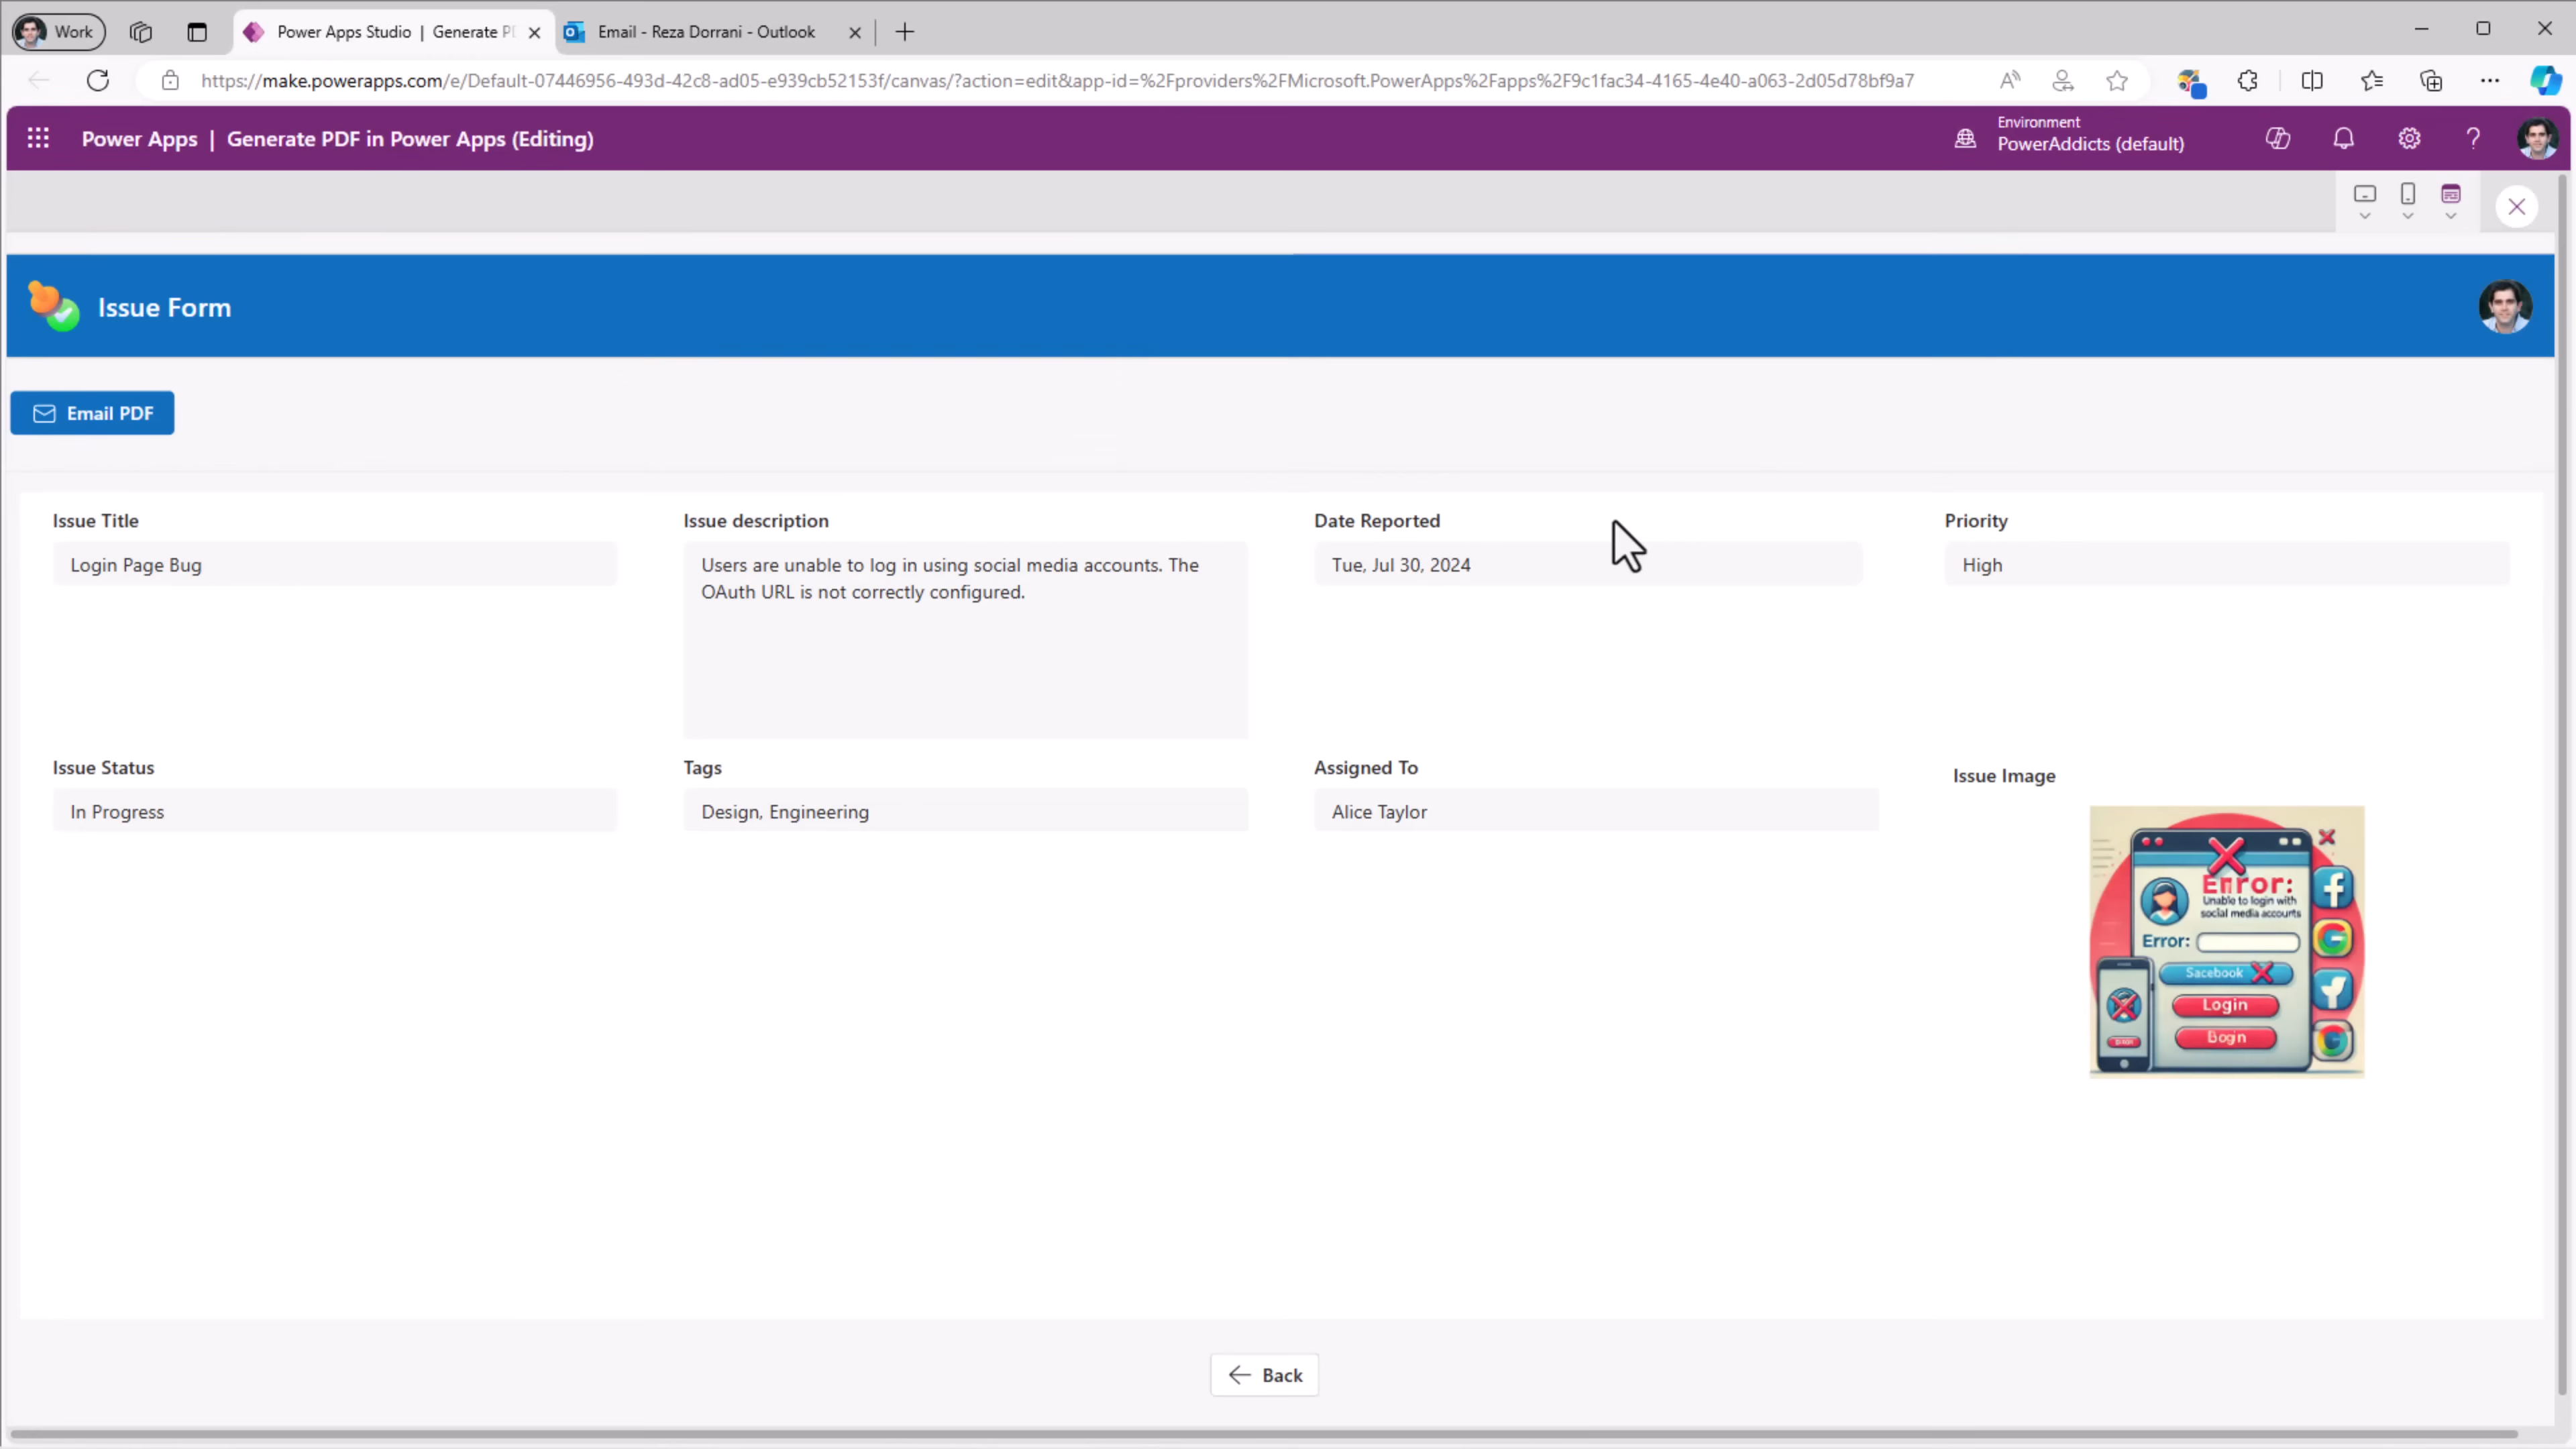 Work
Power Apps Studio | Generate P
Email - Reza Dorrani - Outlook
https://make.powerapps.com/e/Default-07446956-493d-42c8-ad05-e939cb52153f/canvas/?action=edit&app-id=%2Fproviders%2FMicrosoft.PowerApps%2Fapps%2F9c1fac34-4165-4e40-a063-2d05d78bf9a7
Power Apps | Generate PDF in Power Apps (Editing)
Environment
PowerAddicts (default)
Issue Form
Email PDF
Issue Title
Issue description
Date Reported
Priority
Login Page Bug
Users are unable to log in using social media accounts. The
OAuth URL is not correctly configured.
Tue, Jul 30, 2024
High
Issue Status
Tags
Assigned To
Issue Image
In Progress
Design, Engineering
Alice Taylor
Error:
Unable to login with
social media accounts
Error:
Sacebook
Login
Bogin
Back